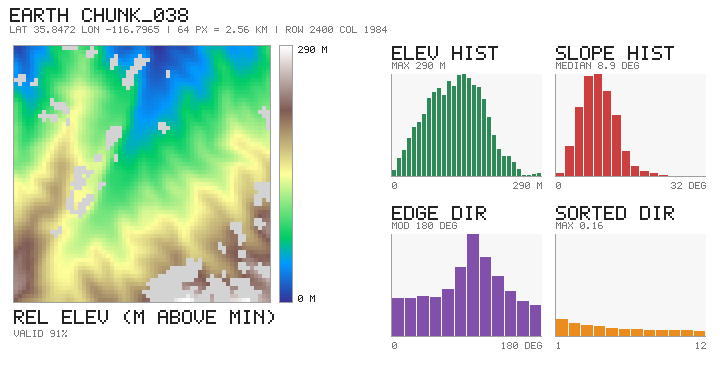 EARTH CHUNK_038
LAT 35.8472 LON -116.7965 | 64 PX = 2.56 KM | ROW 2400 COL 1984
290 M
0 M
REL ELEV (M ABOVE MIN)
VALID 91%
ELEV HIST
MAX 290 M
0 290 M
SLOPE HIST
MEDIAN 8.9 DEG
0 32 DEG
EDGE DIR
MOD 180 DEG
0 180 DEG
SORTED DIR
MAX 0.16
1 12